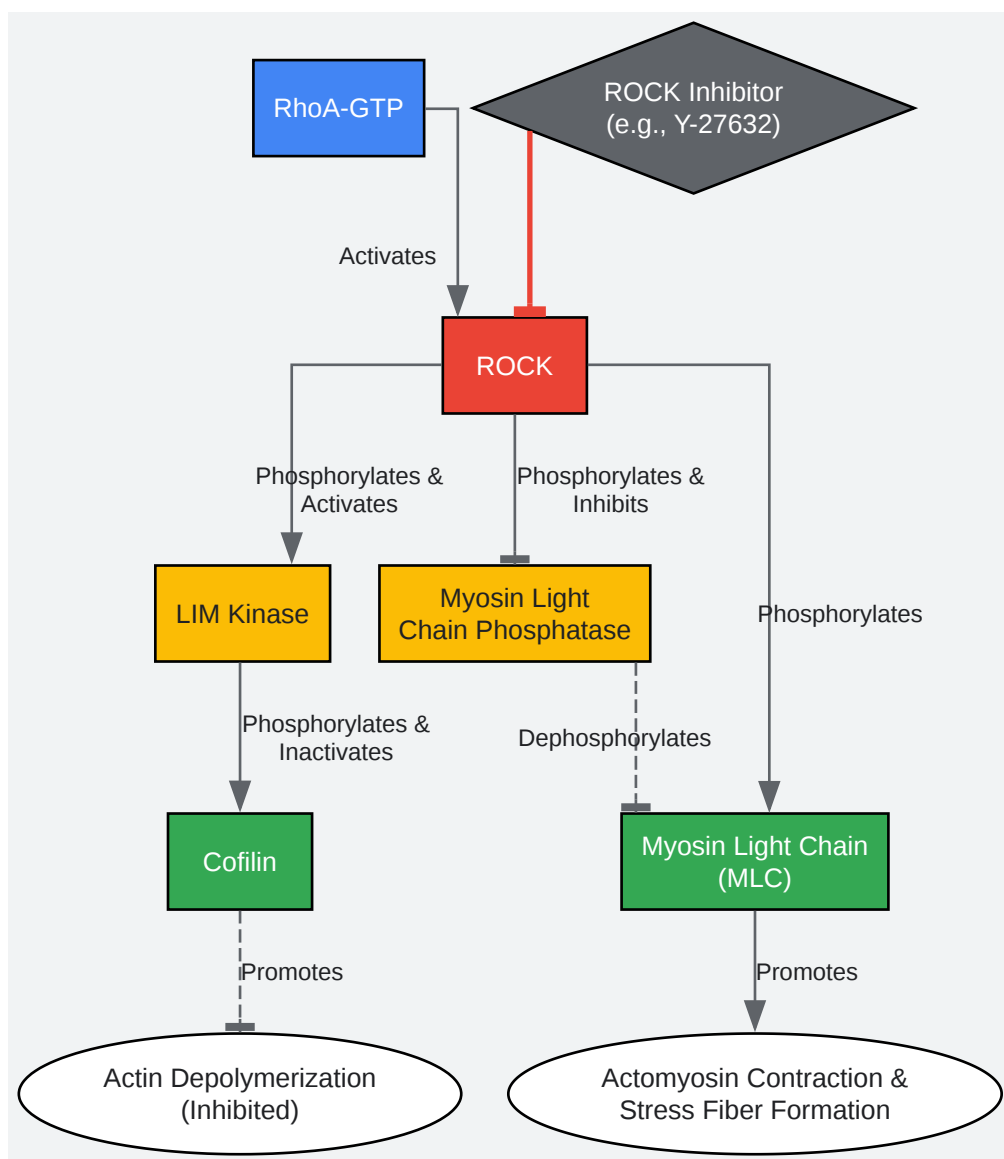 RhoA-GTP
ROCK Inhibitor
(e.g., Y-27632)
Activates
ROCK
Phosphorylates &
Activates
Phosphorylates &
Inhibits
Phosphorylates
LIM Kinase
Myosin Light
Chain Phosphatase
Phosphorylates &
Inactivates
Dephosphorylates
Cofilin
Myosin Light Chain
(MLC)
Promotes
Promotes
Actin Depolymerization
(Inhibited)
Actomyosin Contraction &
Stress Fiber Formation